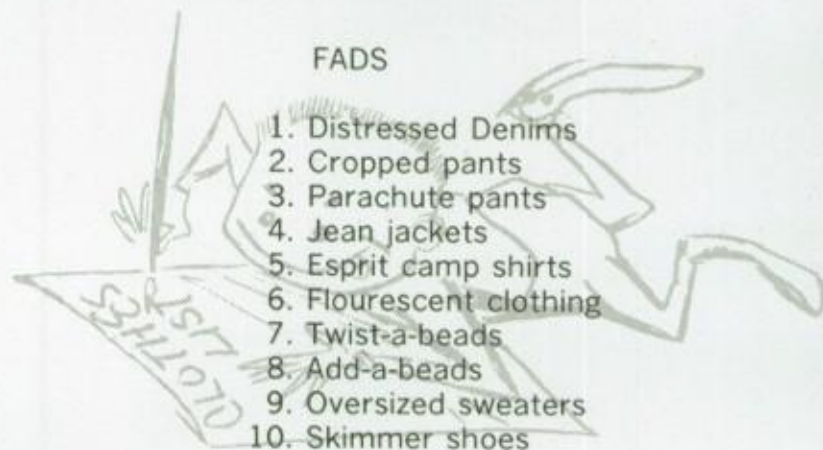 FADS
1. Distressed Denims
2. Cropped pants
3. Parachute pants
4. Jean jackets
5. Esprit camp shirts
6. Flourescent clothing
7. Twist-a-beads
8. Add-a-beads
9. Oversized sweaters
10. Skimmer shoes
CLOTHES
LIST